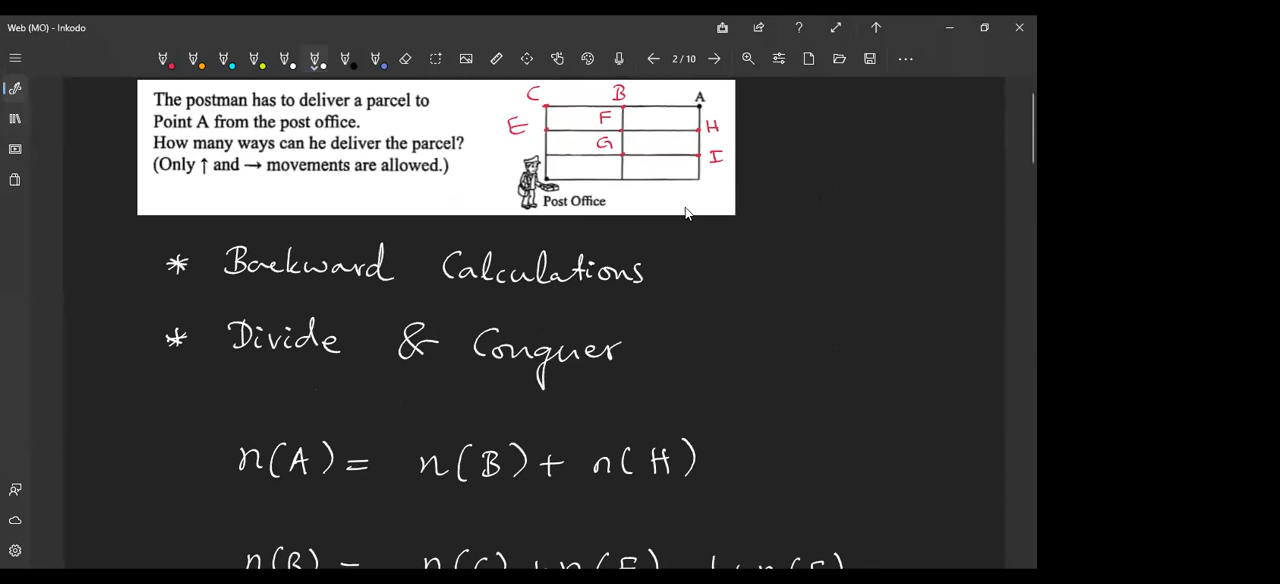 Web (MO) - Inkodo
2 / 10
The postman has to deliver a parcel to
Point A from the post office.
How many ways can he deliver the parcel?
(Only ↑ and → movements are allowed.)
C B A
E F H
G I
Post Office
* Backward Calculations
* Divide & Conquer
n(A) = n(B) + n(H)
n(B) =